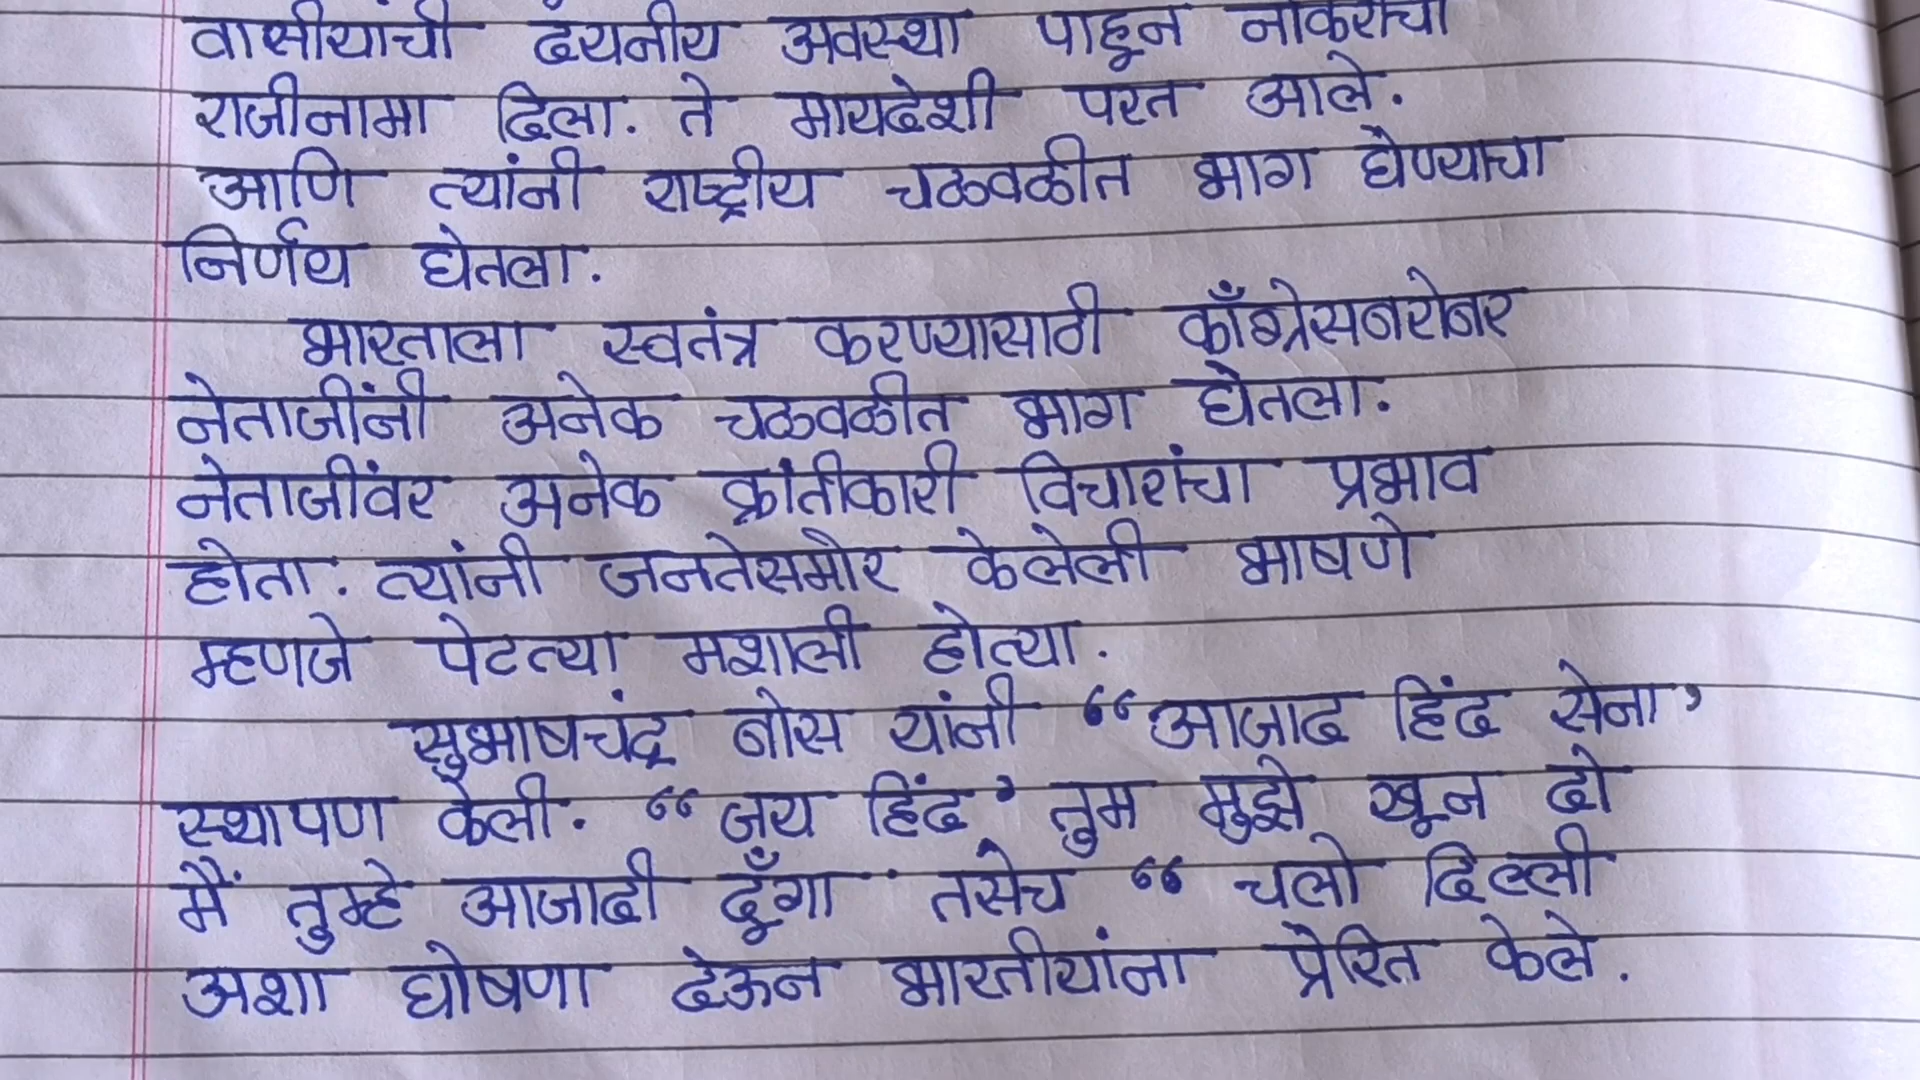 वासीयांची दयनीय अवस्था पाहून नोकरीचा
राजीनामा दिला. ते मायदेशी परत आले.
आणि त्यांनी राष्ट्रीय चळवळीत भाग घेण्याचा
निर्णय घेतला.
भारताला स्वतंत्र करण्यासाठी काँग्रेसबरोबर
नेताजींनी अनेक चळवळीत भाग घेतला.
नेताजींवर अनेक क्रांतीकारी विचारांचा प्रभाव
होता. त्यांनी जनतेसमोर केलेली भाषणे
म्हणजे पेटत्या मशाली होत्या.
सुभाषचंद्र बोस यांनी “आजाद हिंद सेना’
स्थापण केली. “जय हिंद’ तुम मुझे खून दो
मैं तुम्हे आजादी दूँगा तसेच “ चलो दिल्ली
अशा घोषणा देऊन भारतीयांना प्रेरित केले.